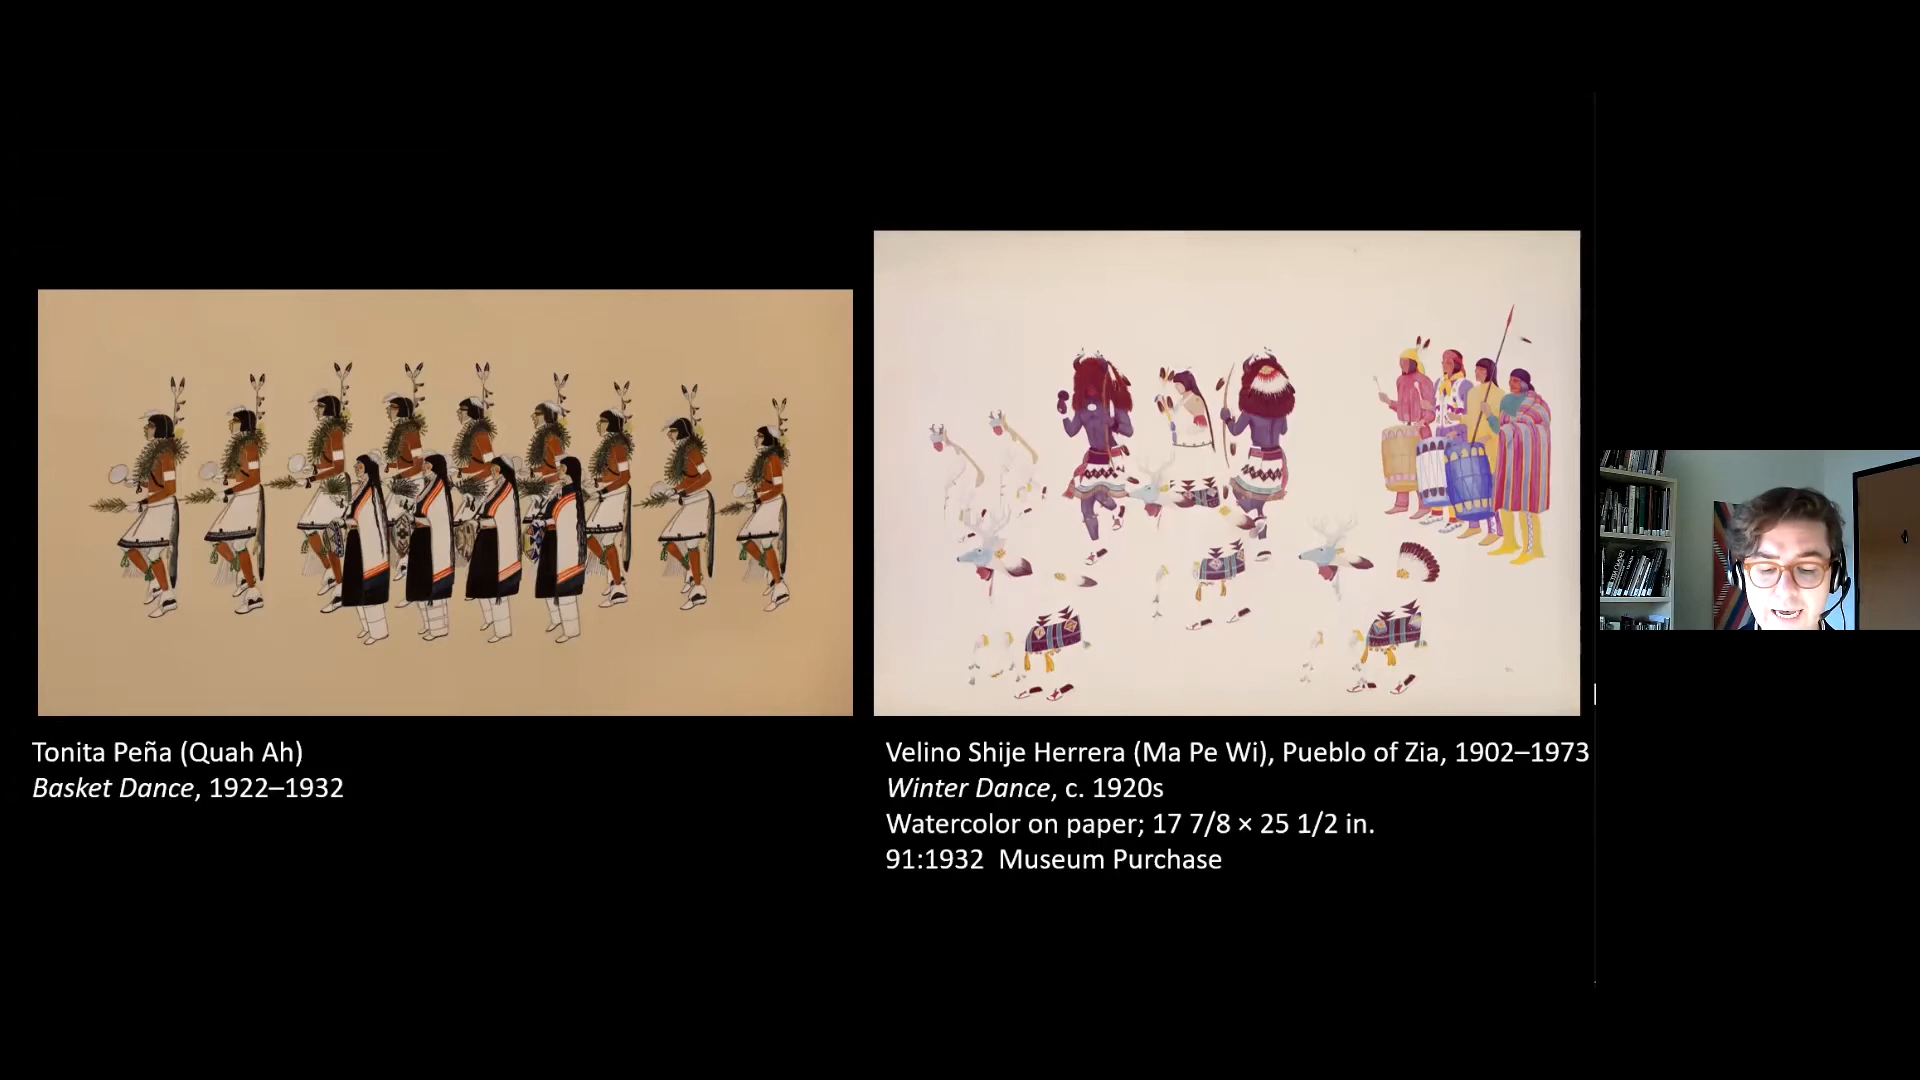 Tonita Peña (Quah Ah)
Basket Dance, 1922–1932
Velino Shije Herrera (Ma Pe Wi), Pueblo of Zia, 1902–1973
Winter Dance, c. 1920s
Watercolor on paper; 17 7/8 × 25 1/2 in.
91:1932  Museum Purchase